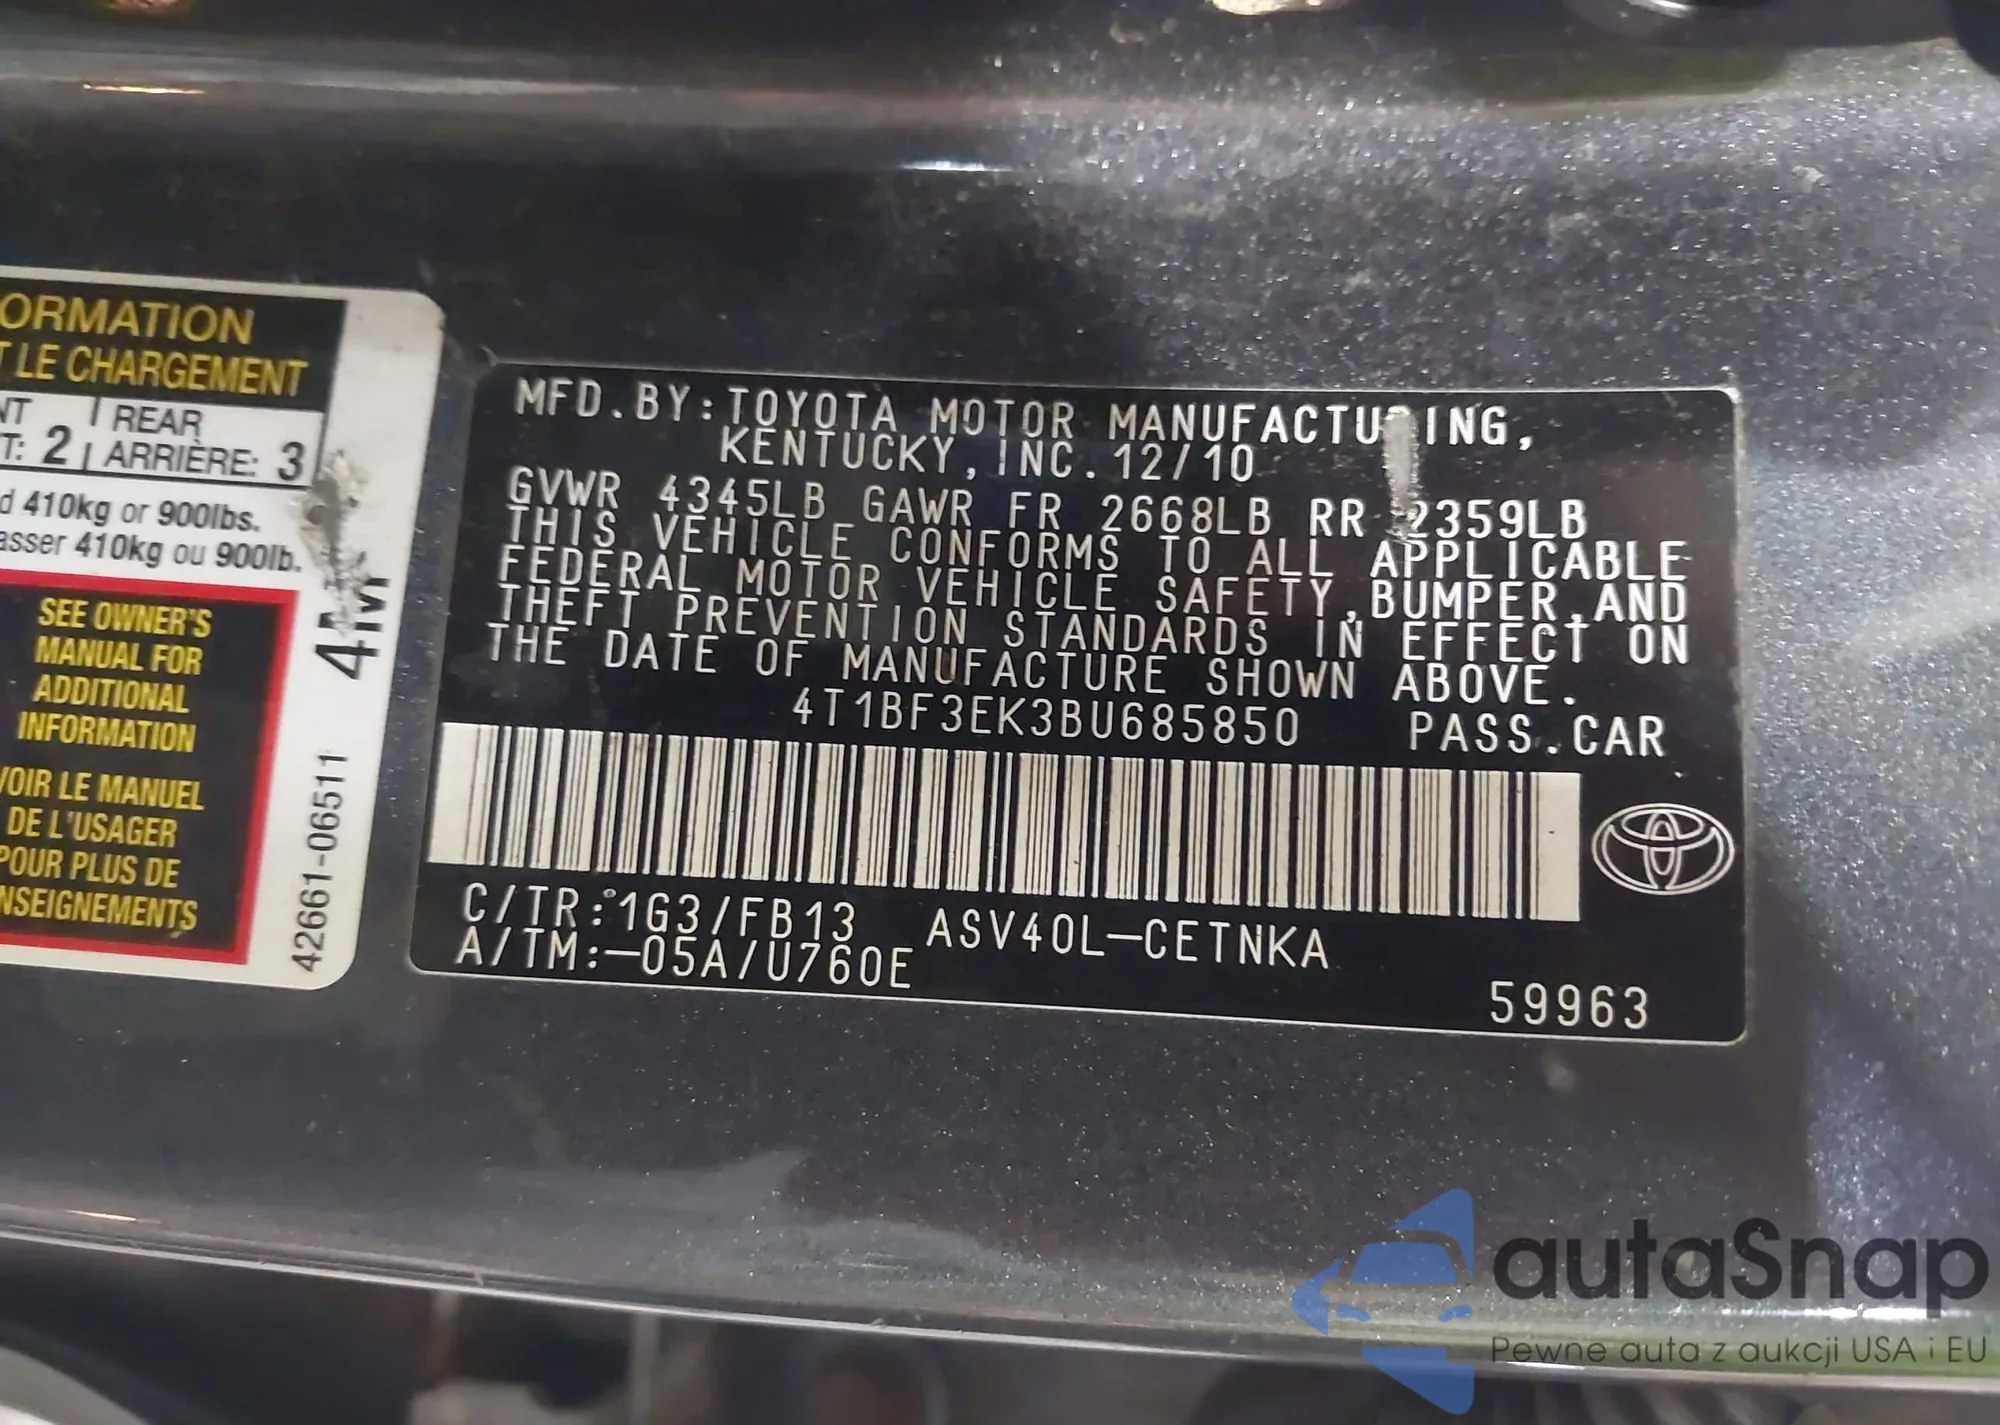 ORMATION
T LE CHARGEMENT
NT | REAR
T: 2 | ARRIÈRE: 3
d 410kg or 900lbs.
asser 410kg ou 900lb.
SEE OWNER'S
MANUAL FOR
ADDITIONAL
INFORMATION
VOIR LE MANUEL
DE L'USAGER
POUR PLUS DE
NSEIGNEMENTS
4M
42661-06511
MFD.BY:TOYOTA MOTOR MANUFACTURING,
KENTUCKY,INC.12/10
GVWR 4345LB GAWR FR 2668LB RR 2359LB
THIS VEHICLE CONFORMS TO ALL APPLICABLE
FEDERAL MOTOR VEHICLE SAFETY,BUMPER,AND
THEFT PREVENTION STANDARDS IN EFFECT ON
THE DATE OF MANUFACTURE SHOWN ABOVE.
4T1BF3EK3BU685850 PASS.CAR
C/TR:1G3/FB13 ASV40L-CETNKA
A/TM:-05A/U760E
59963
autaSnap
Pewne auta z aukcji USA i EU